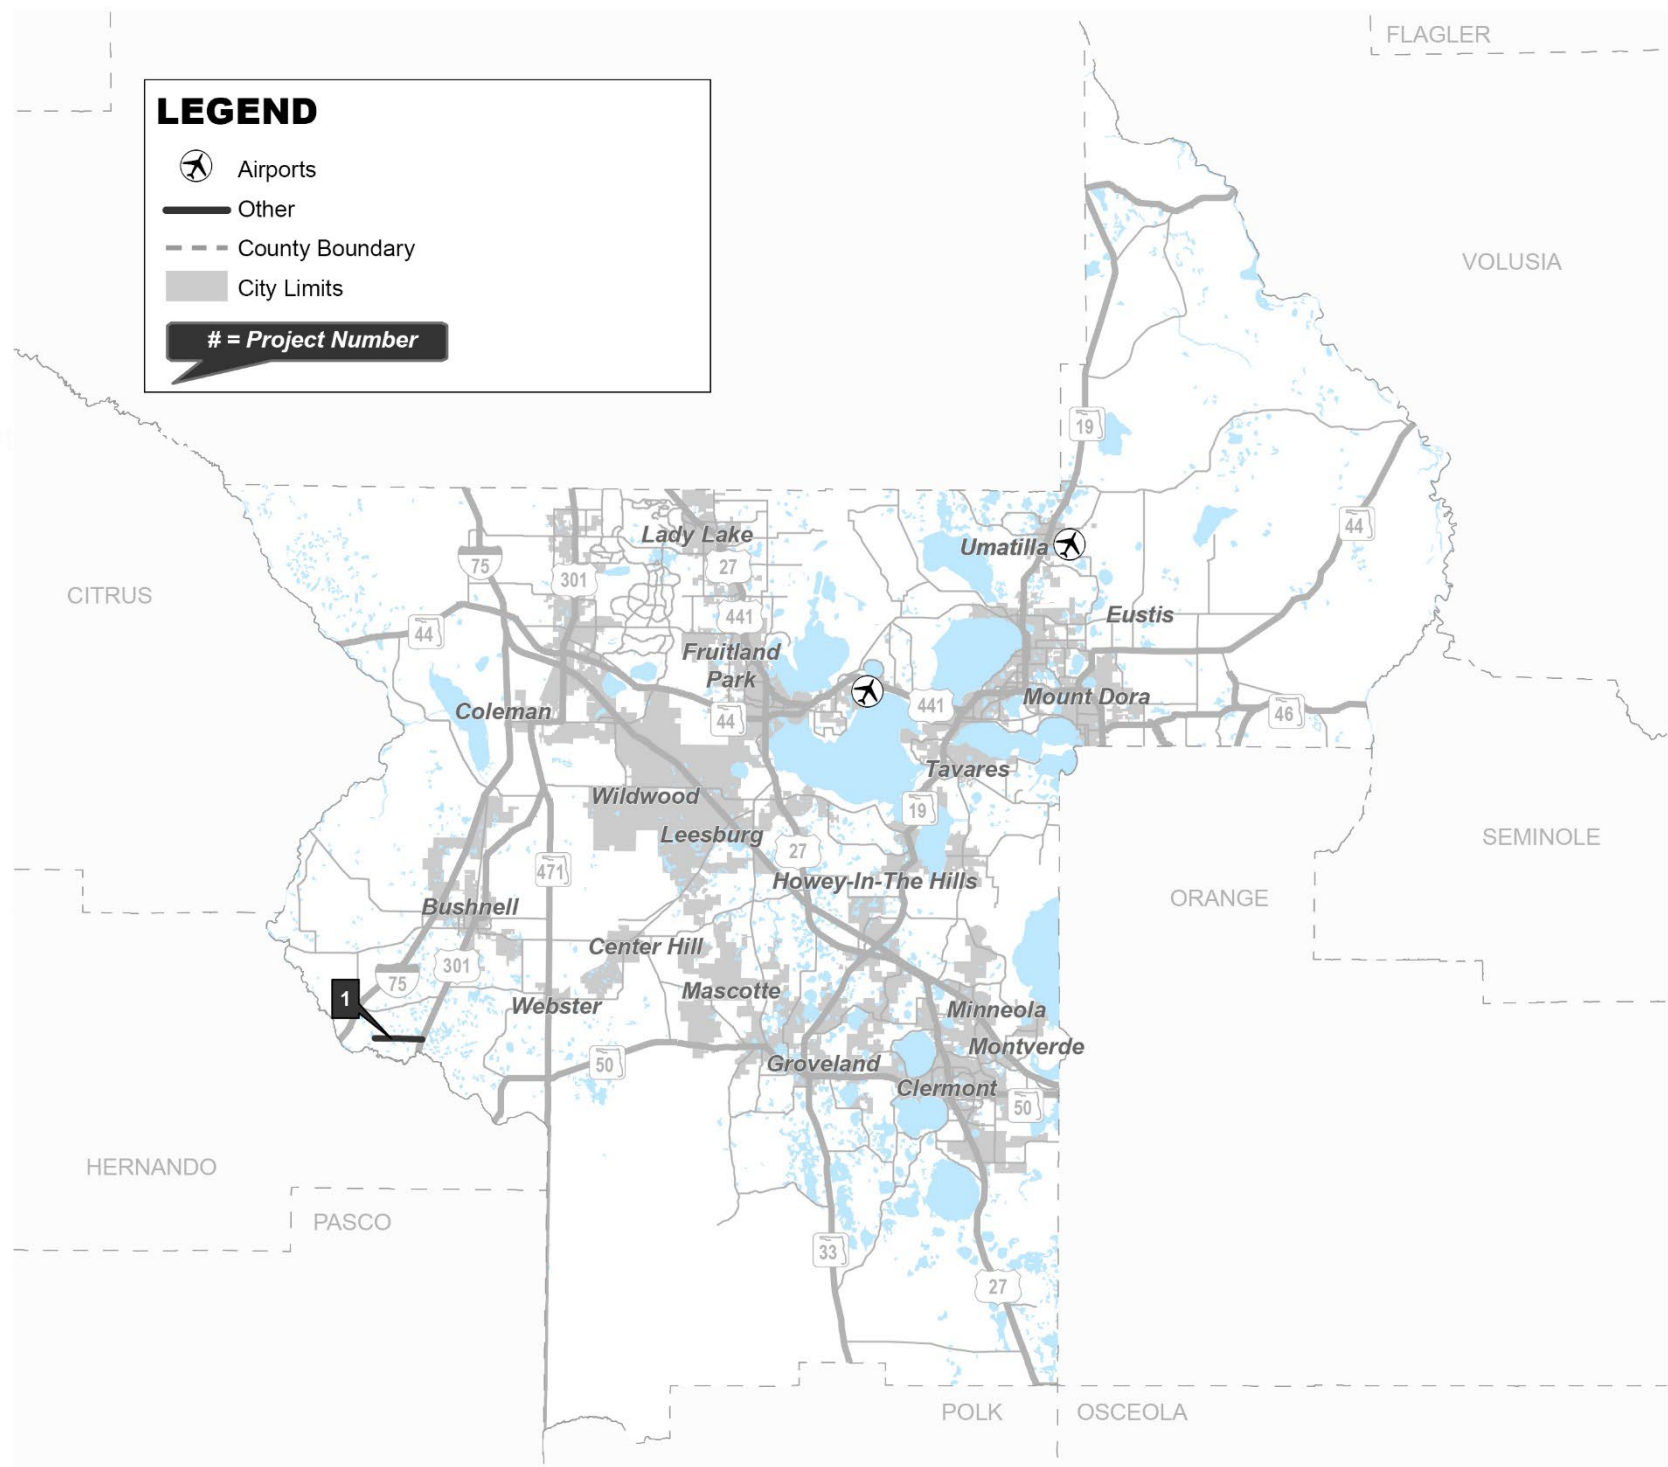 FLAGLER
LEGEND
Airports
Other
County Boundary
City Limits
# = Project Number
VOLUSIA
19
44
Lady Lake
Umatilla
75
27
301
CITRUS
441
Eustis
44
Fruitland
Park
Mount Dora
441
Coleman
44
46
Tavares
Wildwood
19
Leesburg
SEMINOLE
27
471
Howey-In-The Hills
ORANGE
Bushnell
Center Hill
301
75
Mascotte
1
Webster
Minneola
Montverde
50
Groveland
Clermont
50
HERNANDO
PASCO
33
27
POLK
OSCEOLA